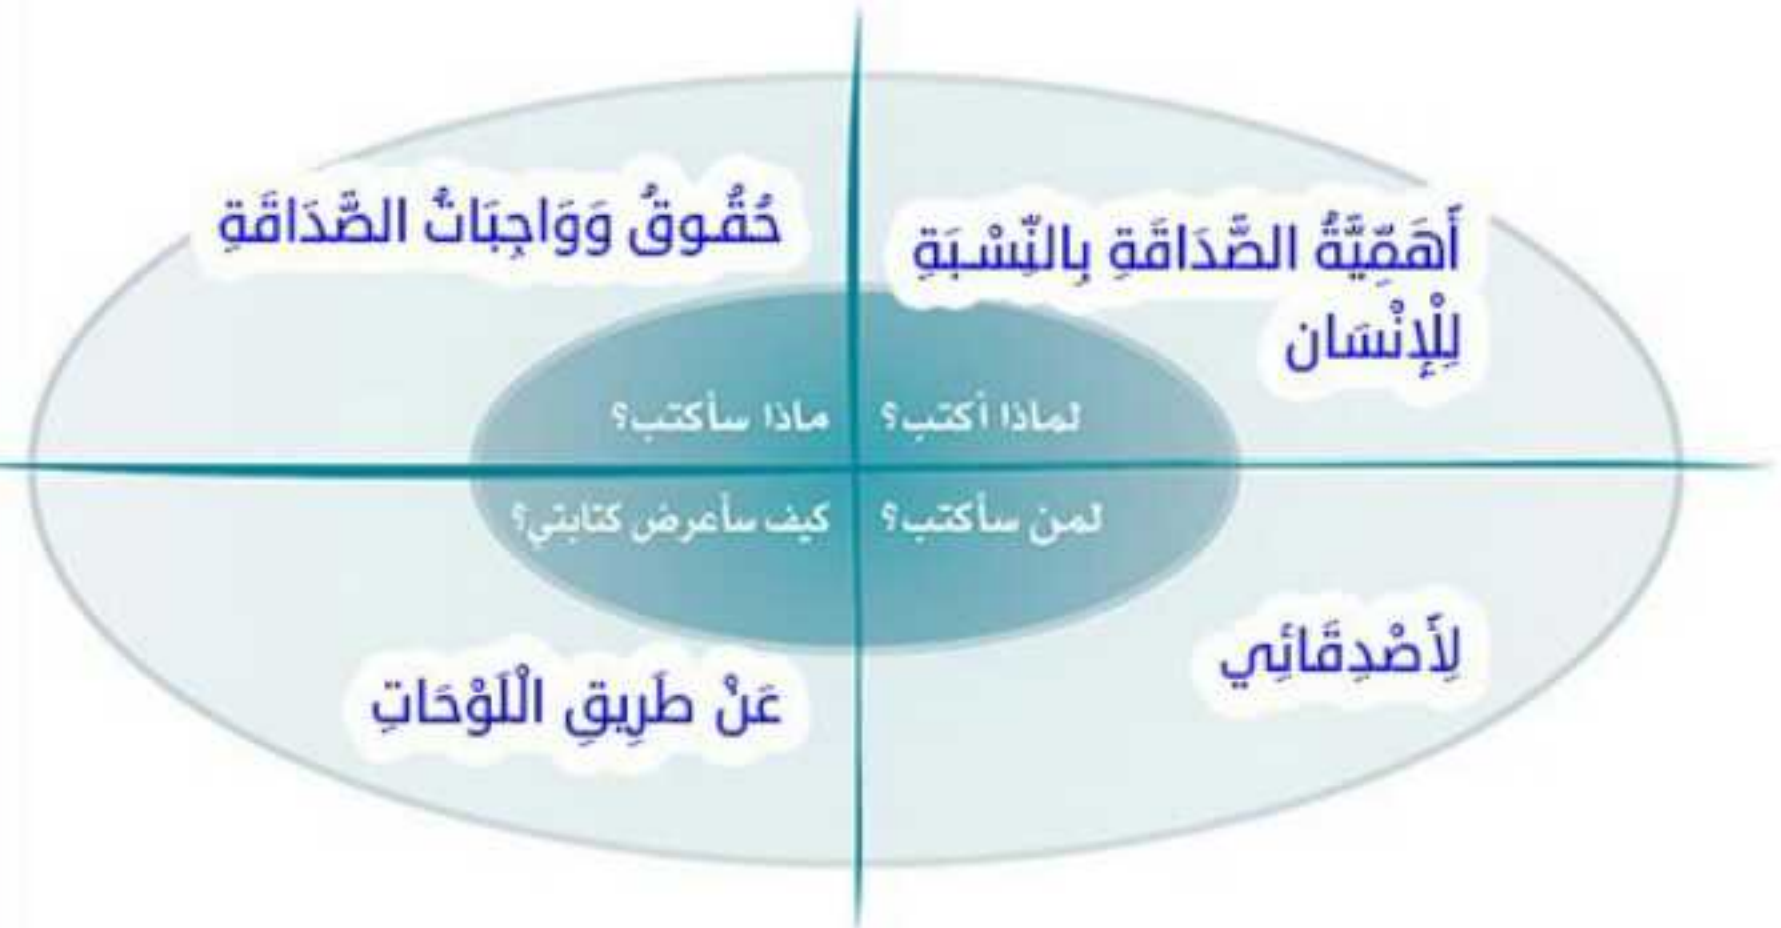 أَهَمِّيَّةُ الصَّدَاقَةِ بِالنِّسْبَةِ
لِلْإِنْسَان
لماذا أكتب؟
حُقُوقُ وَوَاجِبَاتُ الصَّدَاقَةِ
ماذا سأكتب؟
لمن سأكتب؟
لِأَصْدِقَائِي
كيف سأعرض كتابتي؟
عَنْ طَرِيقِ الْلَوْحَاتِ